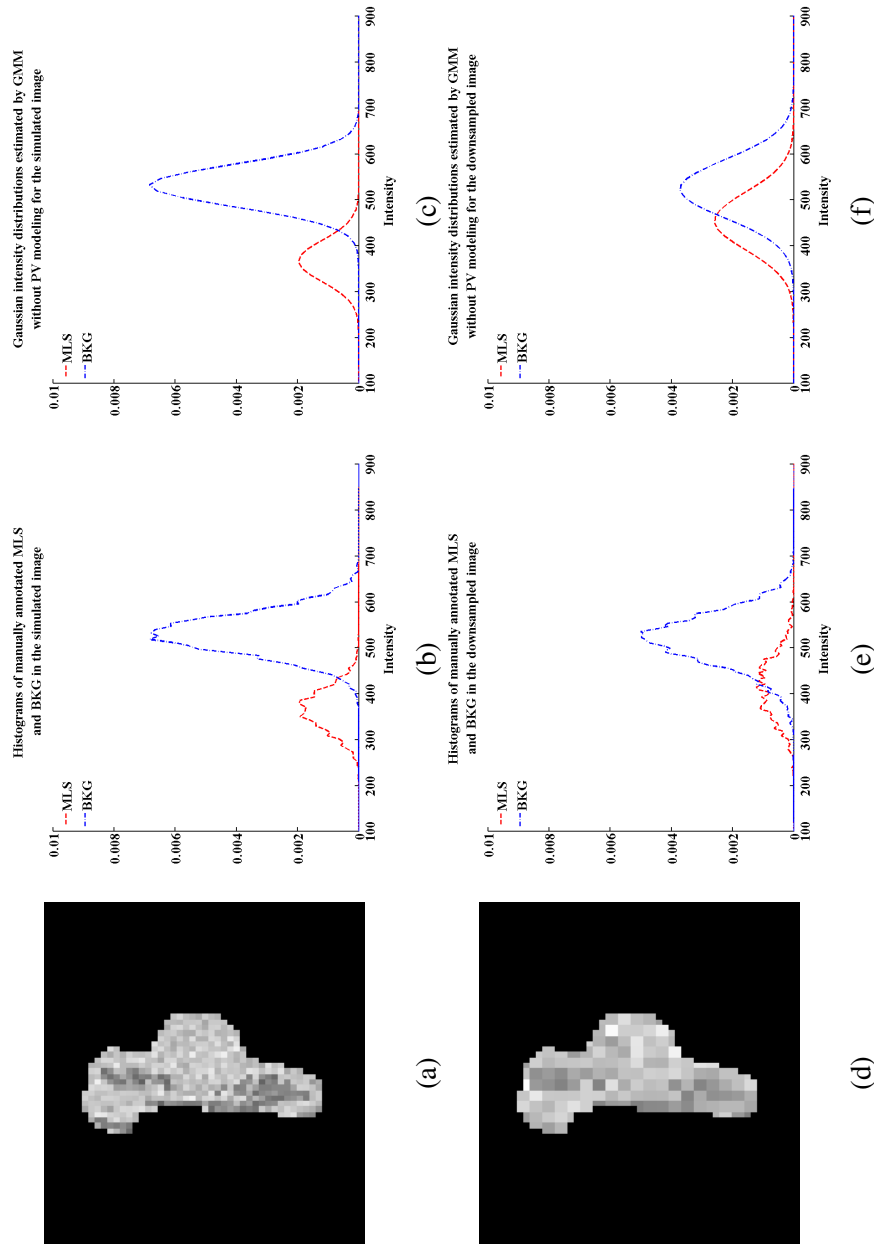 (a)
Histograms of manually annotated MLS
and BKG in the simulated image
MLS
BKG
0.01
0.008
0.006
0.004
0.002
0
100 200 300 400 500 600 700 800 900
Intensity
(b)
Gaussian intensity distributions estimated by GMM
without PV modeling for the simulated image
MLS
BKG
0.01
0.008
0.006
0.004
0.002
0
100 200 300 400 500 600 700 800 900
Intensity
(c)
(d)
Histograms of manually annotated MLS
and BKG in the downsampled image
MLS
BKG
0.01
0.008
0.006
0.004
0.002
0
100 200 300 400 500 600 700 800 900
Intensity
(e)
Gaussian intensity distributions estimated by GMM
without PV modeling for the downsampled image
MLS
BKG
0.01
0.008
0.006
0.004
0.002
0
100 200 300 400 500 600 700 800 900
Intensity
(f)